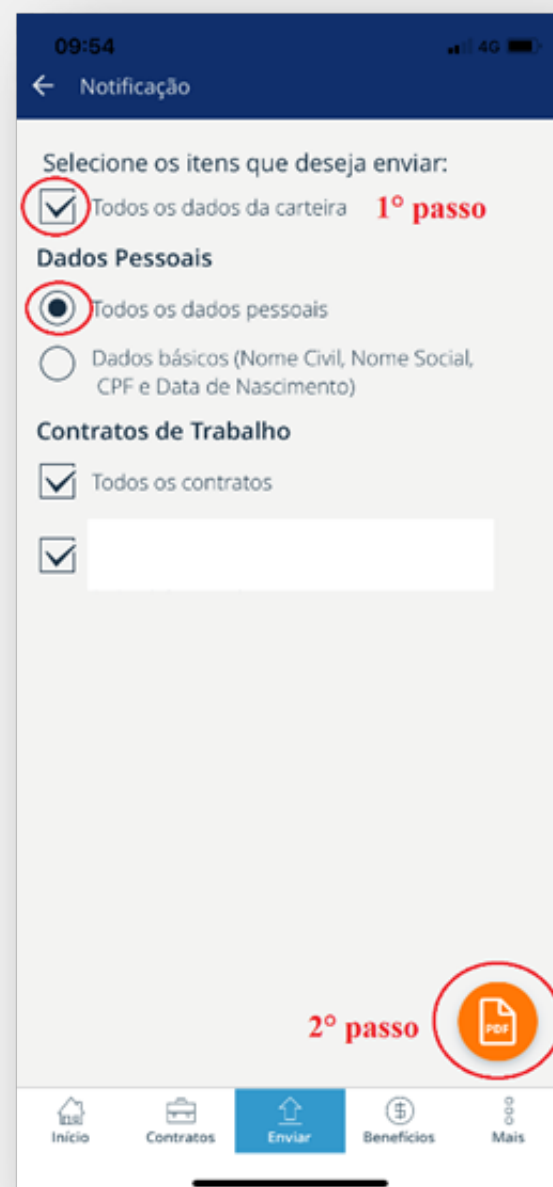 09:54
4G
Notificação
Selecione os itens que deseja enviar:
Todos os dados da carteira 1° passo
Dados Pessoais
Todos os dados pessoais
Dados básicos (Nome Civil, Nome Social,
CPF e Data de Nascimento)
Contratos de Trabalho
Todos os contratos
PDF
2° passo
Início Contratos Enviar Benefícios Mais